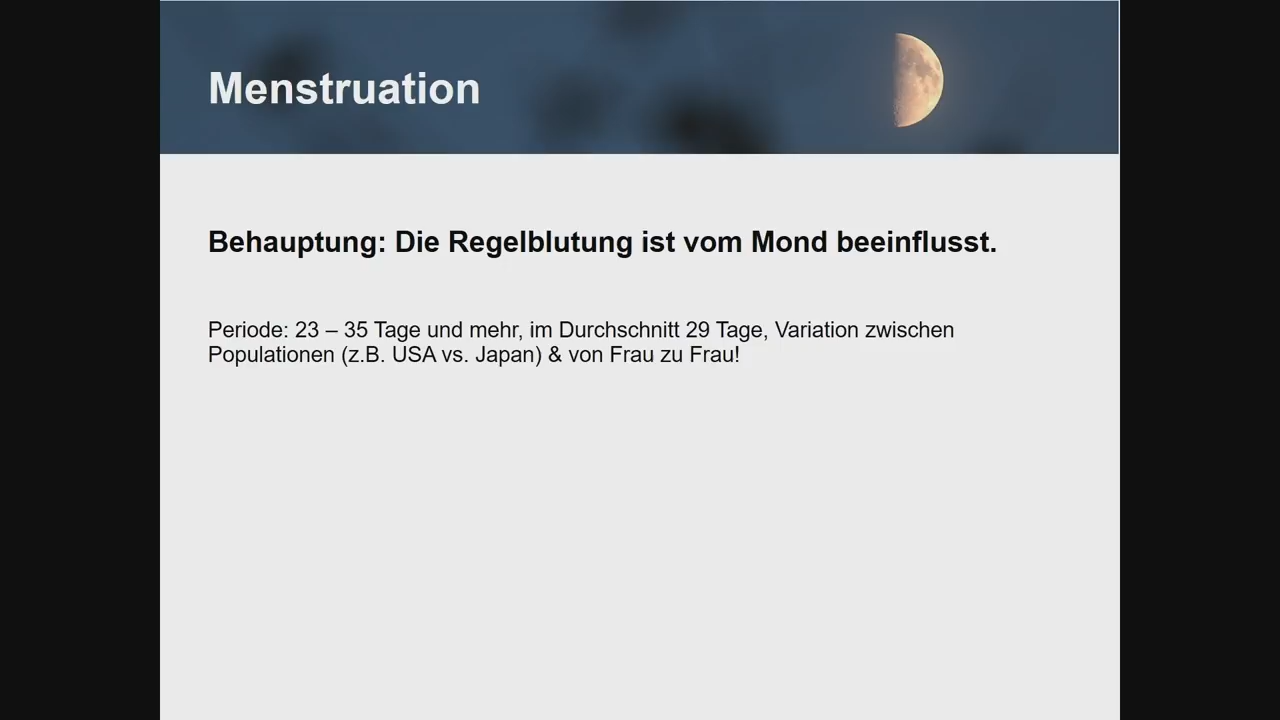 Menstruation
Behauptung: Die Regelblutung ist vom Mond beeinflusst.
Periode: 23 – 35 Tage und mehr, im Durchschnitt 29 Tage, Variation zwischen
Populationen (z.B. USA vs. Japan) & von Frau zu Frau!